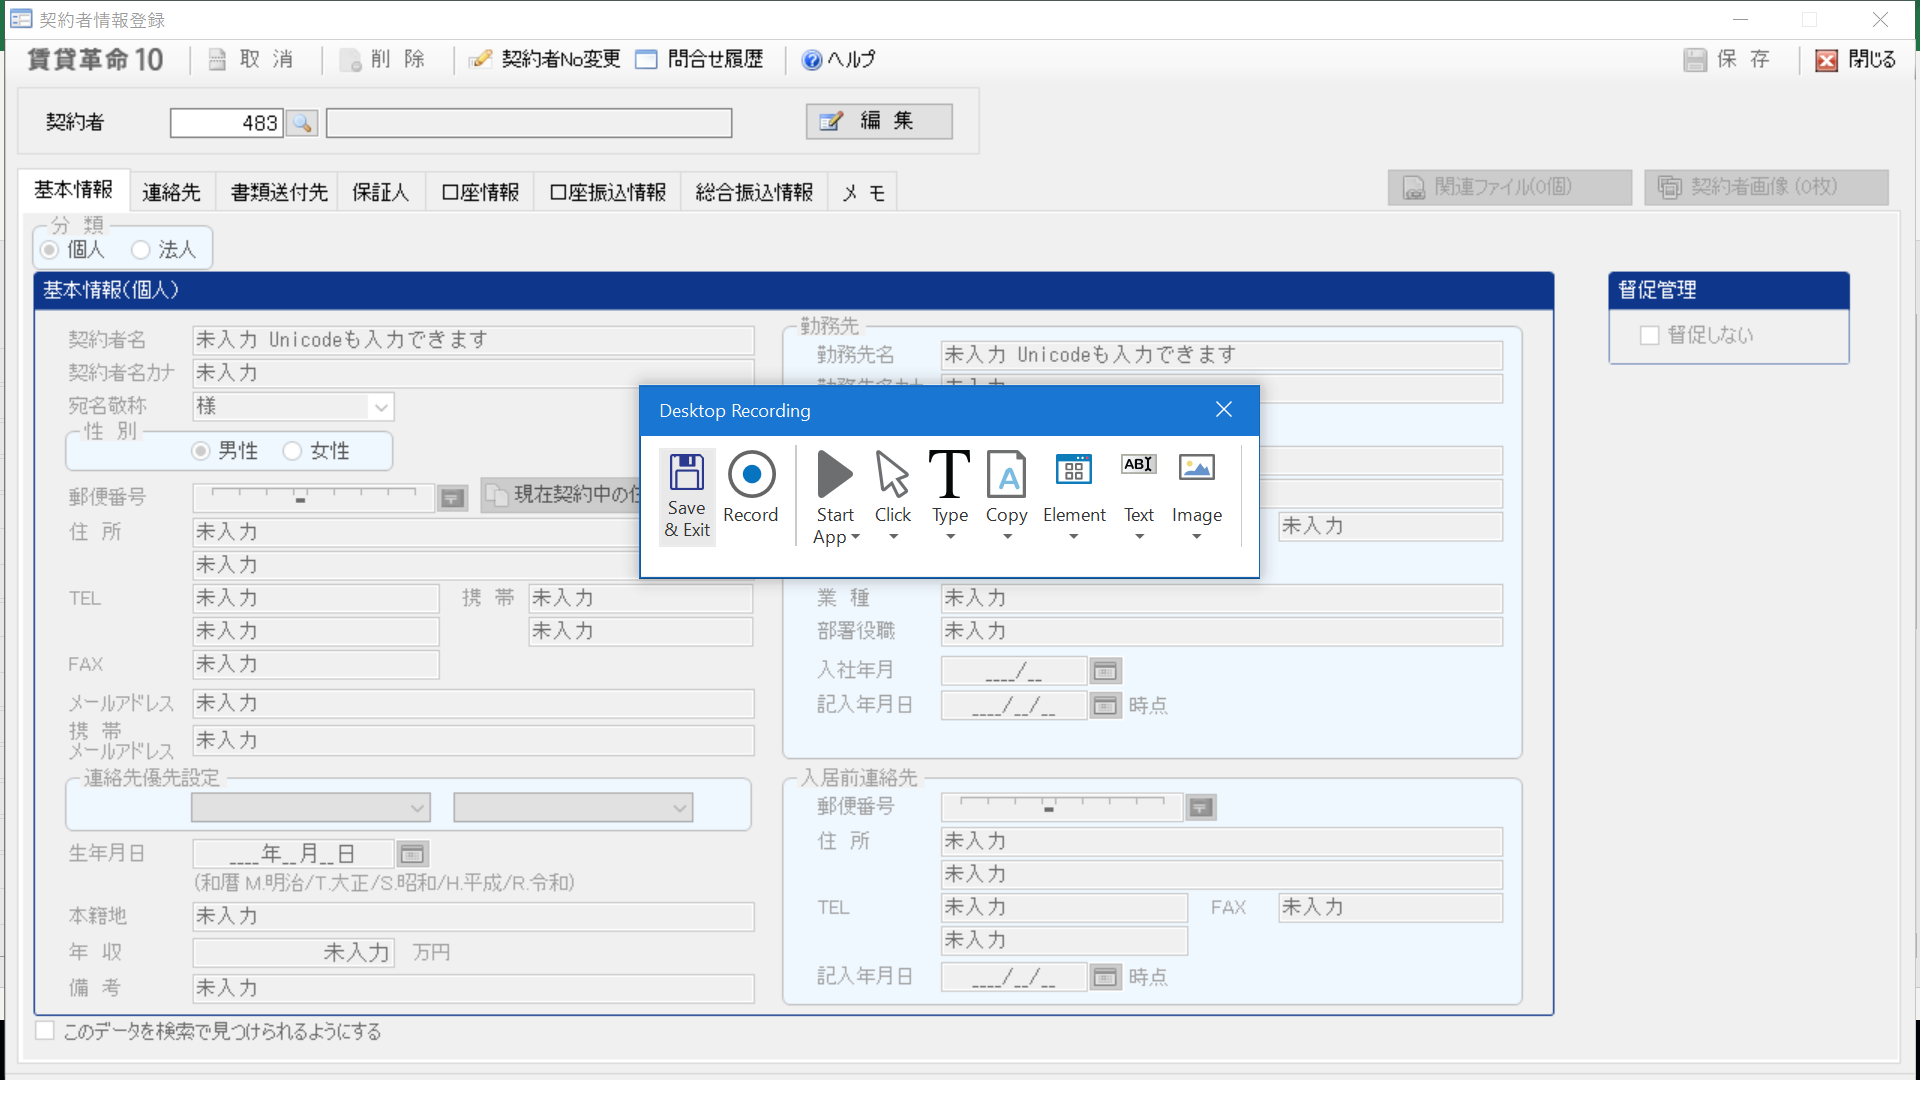 契約者情報登録
賃貸革命10 取 消 削 除 契約者No変更 問合せ履歴 ヘルプ 保 存 閉じる
契約者 483 編 集
基本情報 連絡先 書類送付先 保証人 口座情報 口座振込情報 総合振込情報 メ モ 関連ファイル(0個) 契約者画像 (0枚)
分 類
個人 法人
基本情報(個人)
契約者名 未入力 Unicodeも入力できます
契約者名カナ 未入力
宛名敬称 様
性 別
男性 女性
郵便番号 現在契約中の
住 所 未入力
未入力
TEL 未入力 携 帯 未入力
未入力 未入力
FAX 未入力
メールアドレス 未入力
携 帯
メールアドレス 未入力
連絡先優先設定
生年月日 ____年__月__日
(和暦 M.明治/T.大正/S.昭和/H.平成/R.令和)
本籍地 未入力
年 収 未入力 万円
備 考 未入力
このデータを検索で見つけられるようにする
勤務先
勤務先名 未入力 Unicodeも入力できます
未入力
業 種 未入力
部署役職 未入力
入社年月 ____/__
記入年月日 ____/__/__ 時点
入居前連絡先
郵便番号
住 所 未入力
未入力
TEL 未入力 FAX 未入力
未入力
記入年月日 ____/__/__ 時点
督促管理
督促しない
Desktop Recording
Save & Exit
Record
Start App
Click
Type
Copy
Element
ABI
Text
Image